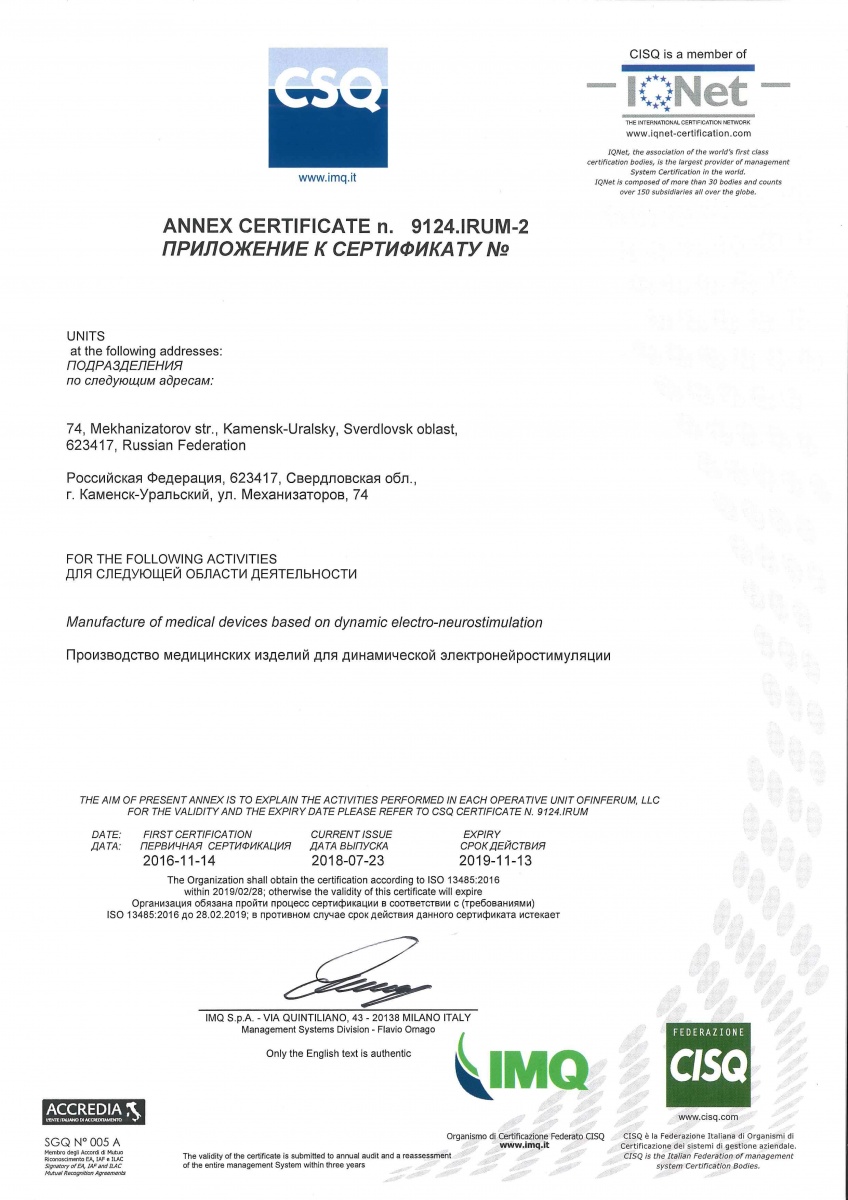 CSQ
www.imq.it
CISQ is a member of
IQNet
THE INTERNATIONAL CERTIFICATION NETWORK
www.iqnet-certification.com
IQNet, the association of the world's first class
certification bodies, is the largest provider of management
System Certification in the world.
IQNet is composed of more than 30 bodies and counts
over 150 subsidiaries all over the globe.
ANNEX CERTIFICATE n. 9124.IRUM-2
ПРИЛОЖЕНИЕ К СЕРТИФИКАТУ №
UNITS
at the following addresses:
ПОДРАЗДЕЛЕНИЯ
по следующим адресам:
74, Mekhanizatorov str., Kamensk-Uralsky, Sverdlovsk oblast,
623417, Russian Federation
Российская Федерация, 623417, Свердловская обл.,
г. Каменск-Уральский, ул. Механизаторов, 74
FOR THE FOLLOWING ACTIVITIES
ДЛЯ СЛЕДУЮЩЕЙ ОБЛАСТИ ДЕЯТЕЛЬНОСТИ
Manufacture of medical devices based on dynamic electro-neurostimulation
Производство медицинских изделий для динамической электронейростимуляции
THE AIM OF PRESENT ANNEX IS TO EXPLAIN THE ACTIVITIES PERFORMED IN EACH OPERATIVE UNIT OFINFERUM, LLC
FOR THE VALIDITY AND THE EXPIRY DATE PLEASE REFER TO CSQ CERTIFICATE N. 9124.IRUM
DATE: FIRST CERTIFICATION CURRENT ISSUE EXPIRY
ДАТА: ПЕРВИЧНАЯ СЕРТИФИКАЦИЯ ДАТА ВЫПУСКА СРОК ДЕЙСТВИЯ
2016-11-14 2018-07-23 2019-11-13
The Organization shall obtain the certification according to ISO 13485:2016
within 2019/02/28; otherwise the validity of this certificate will expire
Организация обязана пройти процесс сертификации в соответствии с (требованиями)
ISO 13485:2016 до 28.02.2019; в противном случае срок действия данного сертификата истекает
IMQ S.p.A. - VIA QUINTILIANO, 43 - 20138 MILANO ITALY
Management Systems Division - Flavio Ornago
Only the English text is authentic
IMQ
FEDERAZIONE
CISQ
www.cisq.com
ACCREDIA
L'ENTE ITALIANO DI ACCREDITAMENTO
SGQ N° 005 A
Membro degli Accordi di Mutuo
Riconoscimento EA, IAF e ILAC
Signatory of EA, IAF and ILAC
Mutual Recognition Agreements
The validity of the certificate is submitted to annual audit and a reassessment
of the entire management System within three years
Organismo di Certificazione Federato CISQ
www.imq.it
CISQ è la Federazione Italiana di Organismi di
Certificazione dei sistemi di gestione aziendale.
CISQ is the Italian Federation of management
system Certification Bodies.